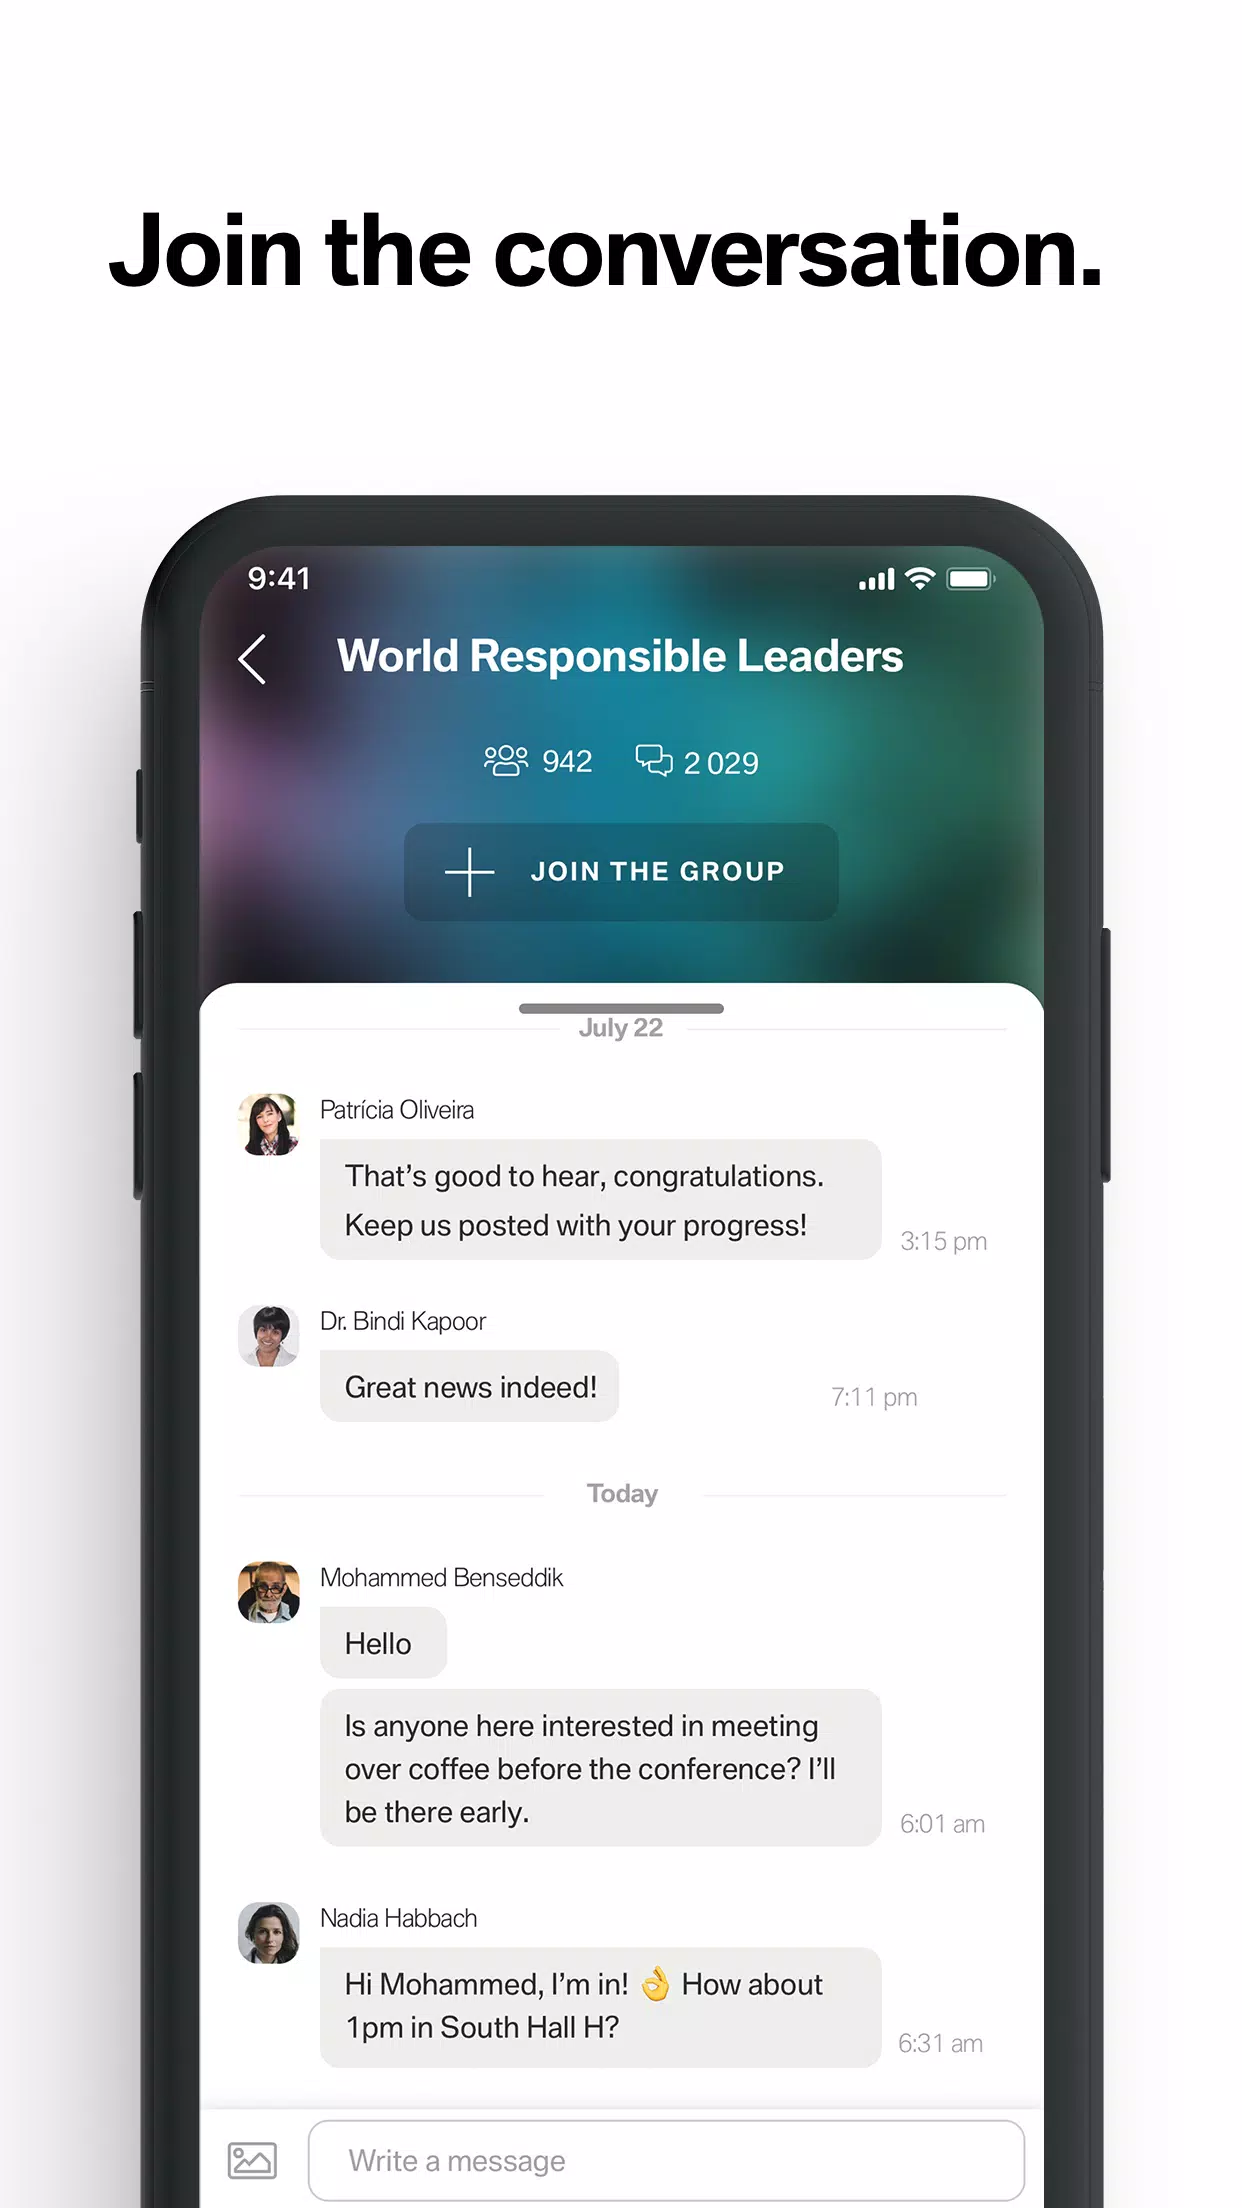 Join the conversation.
9:41
World Responsible Leaders
942 2 029
JOIN THE GROUP
July 22
Patrícia Oliveira
That’s good to hear, congratulations.
Keep us posted with your progress!
3:15 pm
Dr. Bindi Kapoor
Great news indeed!
7:11 pm
Today
Mohammed Benseddik
Hello
Is anyone here interested in meeting
over coffee before the conference? I’ll
be there early.
6:01 am
Nadia Habbach
Hi Mohammed, I’m in! 👌 How about
1pm in South Hall H?
6:31 am
Write a message